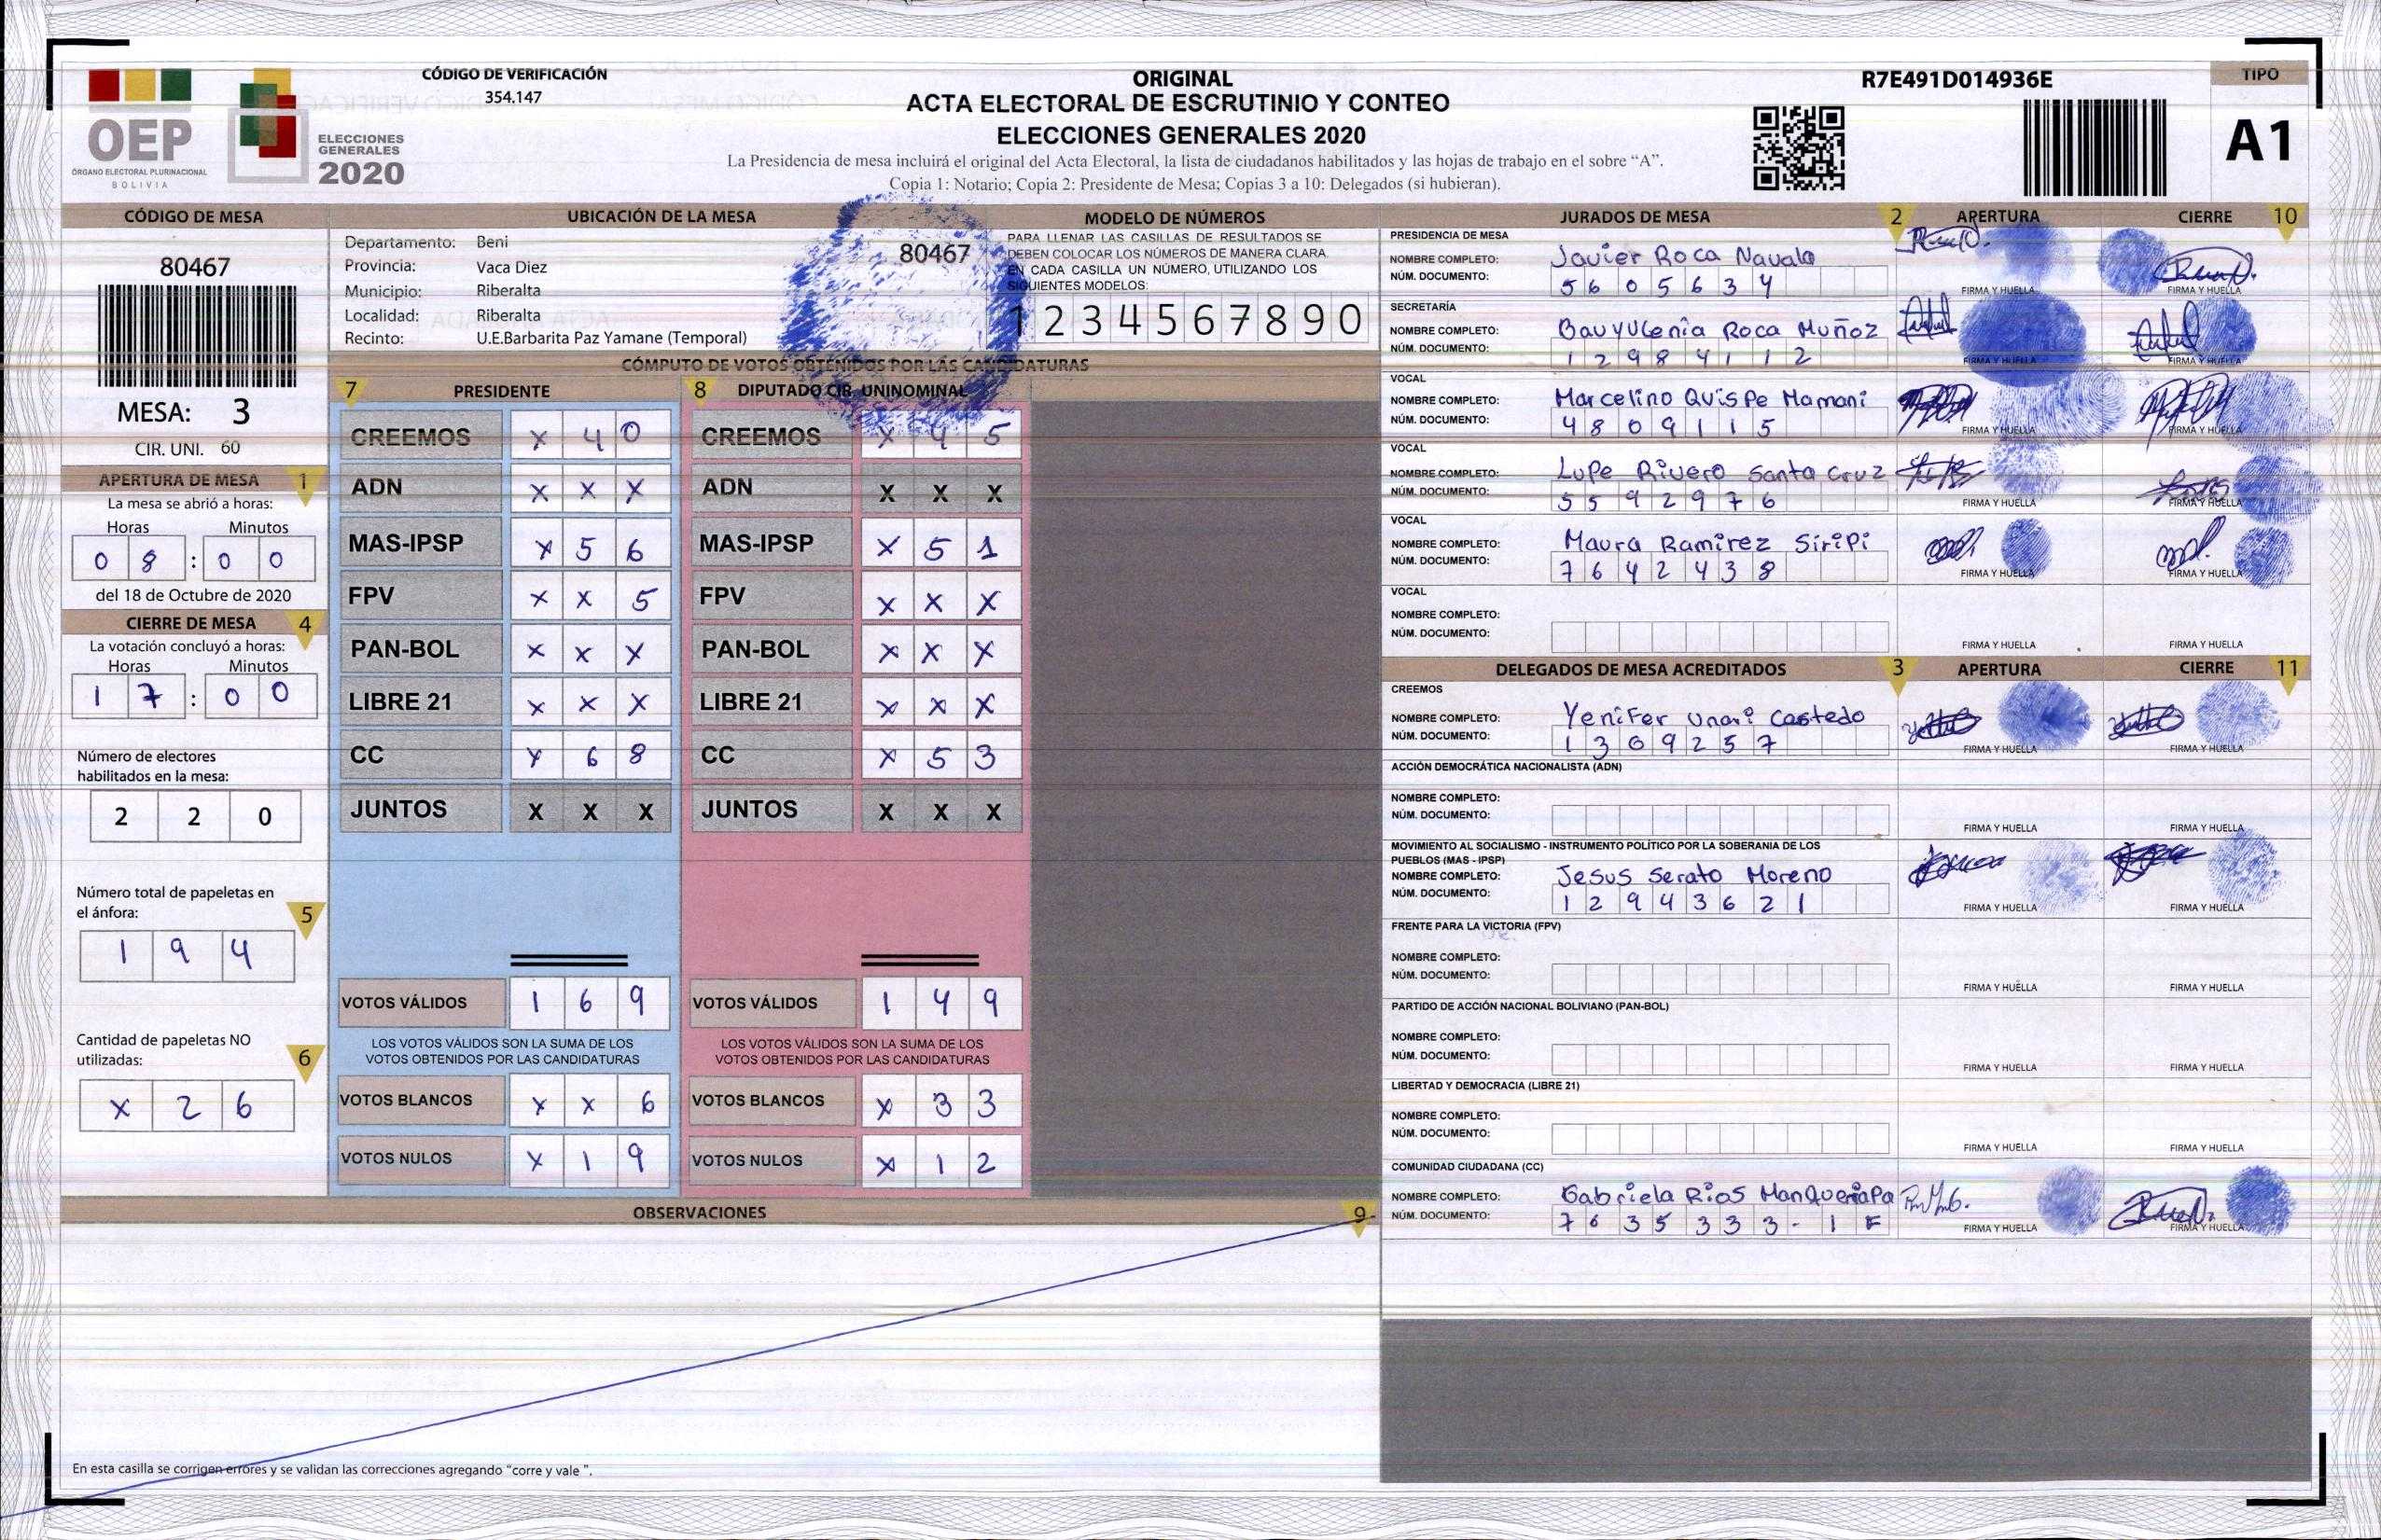 CÓDIGO DE VERIFICACIÓN
354.147
OEP
ÓRGANO ELECTORAL PLURINACIONAL
BOLIVIA
ELECCIONES
GENERALES
2020
ORIGINAL
ACTA ELECTORAL DE ESCRUTINIO Y CONTEO
ELECCIONES GENERALES 2020
La Presidencia de mesa incluirá el original del Acta Electoral, la lista de ciudadanos habilitados y las hojas de trabajo en el sobre “A”.
Copia 1: Notario; Copia 2: Presidente de Mesa; Copias 3 a 10: Delegados (si hubieran).
R7E491D014936E
TIPO
A1
CÓDIGO DE MESA
80467
MESA: 3
CIR. UNI. 60
APERTURA DE MESA 1
La mesa se abrió a horas:
Horas Minutos
0 8 : 0 0
del 18 de Octubre de 2020
CIERRE DE MESA 4
La votación concluyó a horas:
Horas Minutos
1 7 : 0 0
Número de electores
habilitados en la mesa:
2 2 0
Número total de papeletas en
el ánfora: 5
1 9 4
Cantidad de papeletas NO
utilizadas: 6
X 2 6
UBICACIÓN DE LA MESA
Departamento: Beni
Provincia: Vaca Diez
Municipio: Riberalta
Localidad: Riberalta
Recinto: U.E.Barbarita Paz Yamane (Temporal)
80467
MODELO DE NÚMEROS
PARA LLENAR LAS CASILLAS DE RESULTADOS SE
DEBEN COLOCAR LOS NÚMEROS DE MANERA CLARA
EN CADA CASILLA UN NÚMERO, UTILIZANDO LOS
SIGUIENTES MODELOS:
1 2 3 4 5 6 7 8 9 0
CÓMPUTO DE VOTOS OBTENIDOS POR LAS CANDIDATURAS
7 PRESIDENTE
CREEMOS X 4 0
ADN X X X
MAS-IPSP X 5 6
FPV X X 5
PAN-BOL X X X
LIBRE 21 X X X
CC X 6 8
JUNTOS X X X
VOTOS VÁLIDOS 1 6 9
LOS VOTOS VÁLIDOS SON LA SUMA DE LOS
VOTOS OBTENIDOS POR LAS CANDIDATURAS
VOTOS BLANCOS X X 6
VOTOS NULOS X 1 9
8 DIPUTADO CIR. UNINOMINAL
CREEMOS X 4 5
ADN X X X
MAS-IPSP X 5 1
FPV X X X
PAN-BOL X X X
LIBRE 21 X X X
CC X 5 3
JUNTOS X X X
VOTOS VÁLIDOS 1 4 9
LOS VOTOS VÁLIDOS SON LA SUMA DE LOS
VOTOS OBTENIDOS POR LAS CANDIDATURAS
VOTOS BLANCOS X 3 3
VOTOS NULOS X 1 2
OBSERVACIONES 9
En esta casilla se corrigen errores y se validan las correcciones agregando “corre y vale ”.
JURADOS DE MESA 2 APERTURA CIERRE 10
PRESIDENCIA DE MESA
NOMBRE COMPLETO: Javier Roca Navala
NÚM. DOCUMENTO: 5 6 0 5 6 3 4
FIRMA Y HUELLA FIRMA Y HUELLA
SECRETARÍA
NOMBRE COMPLETO: Roca Muñoz
NÚM. DOCUMENTO: 1 2 9 8 4 1 1 2
FIRMA Y HUELLA FIRMA Y HUELLA
VOCAL
NOMBRE COMPLETO: Marcelino Quispe Mamani
NÚM. DOCUMENTO: 4 8 0 9 1 1 5
FIRMA Y HUELLA FIRMA Y HUELLA
VOCAL
NOMBRE COMPLETO: Lupe Rivero Santa Cruz
NÚM. DOCUMENTO: 5 5 9 2 9 7 6
FIRMA Y HUELLA FIRMA Y HUELLA
VOCAL
NOMBRE COMPLETO: Maura Ramirez Siripi
NÚM. DOCUMENTO: 7 6 4 2 4 3 8
FIRMA Y HUELLA FIRMA Y HUELLA
VOCAL
NOMBRE COMPLETO:
NÚM. DOCUMENTO:
FIRMA Y HUELLA FIRMA Y HUELLA
DELEGADOS DE MESA ACREDITADOS 3 APERTURA CIERRE 11
CREEMOS
NOMBRE COMPLETO: Yenifer Unari Castedo
NÚM. DOCUMENTO: 1 3 0 9 2 5 7
FIRMA Y HUELLA FIRMA Y HUELLA
ACCIÓN DEMOCRÁTICA NACIONALISTA (ADN)
NOMBRE COMPLETO:
NÚM. DOCUMENTO:
FIRMA Y HUELLA FIRMA Y HUELLA
MOVIMIENTO AL SOCIALISMO - INSTRUMENTO POLÍTICO POR LA SOBERANIA DE LOS
PUEBLOS (MAS - IPSP)
NOMBRE COMPLETO: Jesus Serato Moreno
NÚM. DOCUMENTO: 1 2 9 4 3 6 2 1
FIRMA Y HUELLA FIRMA Y HUELLA
FRENTE PARA LA VICTORIA (FPV)
NOMBRE COMPLETO:
NÚM. DOCUMENTO:
FIRMA Y HUELLA FIRMA Y HUELLA
PARTIDO DE ACCIÓN NACIONAL BOLIVIANO (PAN-BOL)
NOMBRE COMPLETO:
NÚM. DOCUMENTO:
FIRMA Y HUELLA FIRMA Y HUELLA
LIBERTAD Y DEMOCRACIA (LIBRE 21)
NOMBRE COMPLETO:
NÚM. DOCUMENTO:
FIRMA Y HUELLA FIRMA Y HUELLA
COMUNIDAD CIUDADANA (CC)
NOMBRE COMPLETO: Gabriela Rios
NÚM. DOCUMENTO: 7 6 3 5 3 3 3 - 1 F
FIRMA Y HUELLA FIRMA Y HUELLA